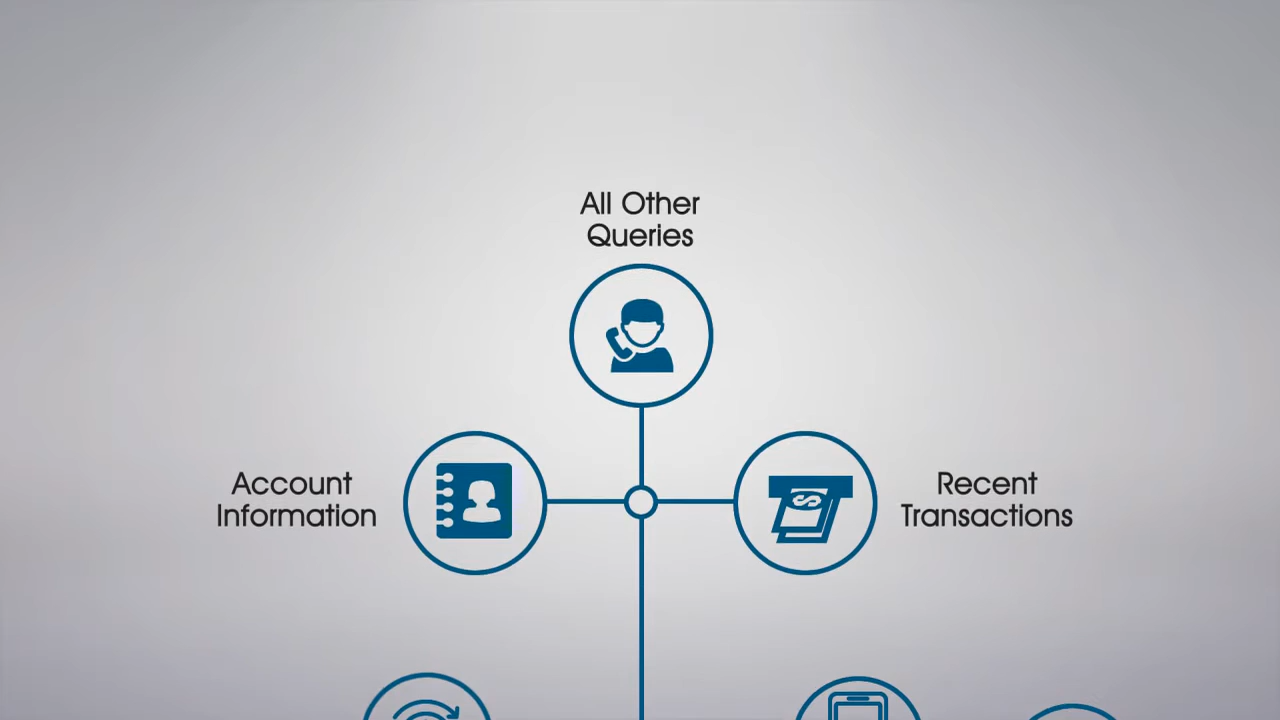 All Other
Queries
Account
Information
Recent
Transactions